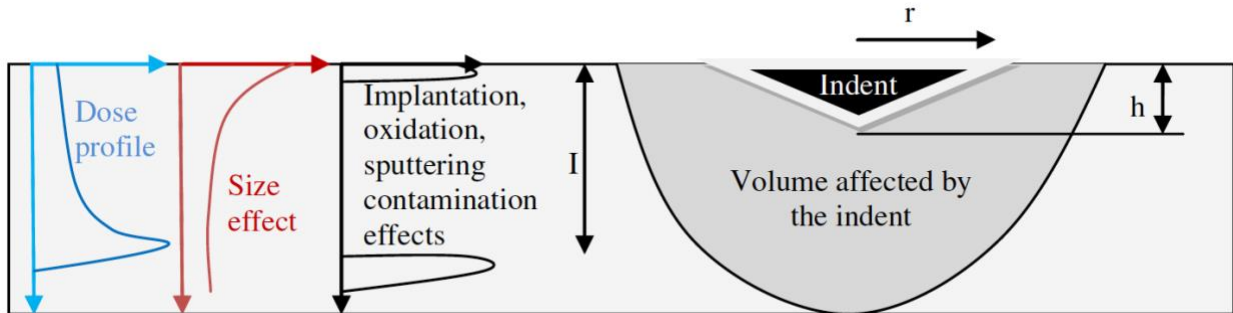 r
Indent
h
Dose
profile
Size
effect
Implantation,
oxidation,
sputtering
contamination
effects
I
Volume affected by
the indent